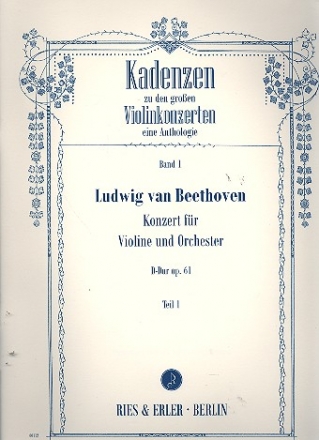 Kadenzen
zu den großen
Violinkonzerten
eine Anthologie
Band 1
Ludwig van Beethoven
Konzert für
Violine und Orchester
D-Dur op. 61
Teil 1
RIES & ERLER · BERLIN